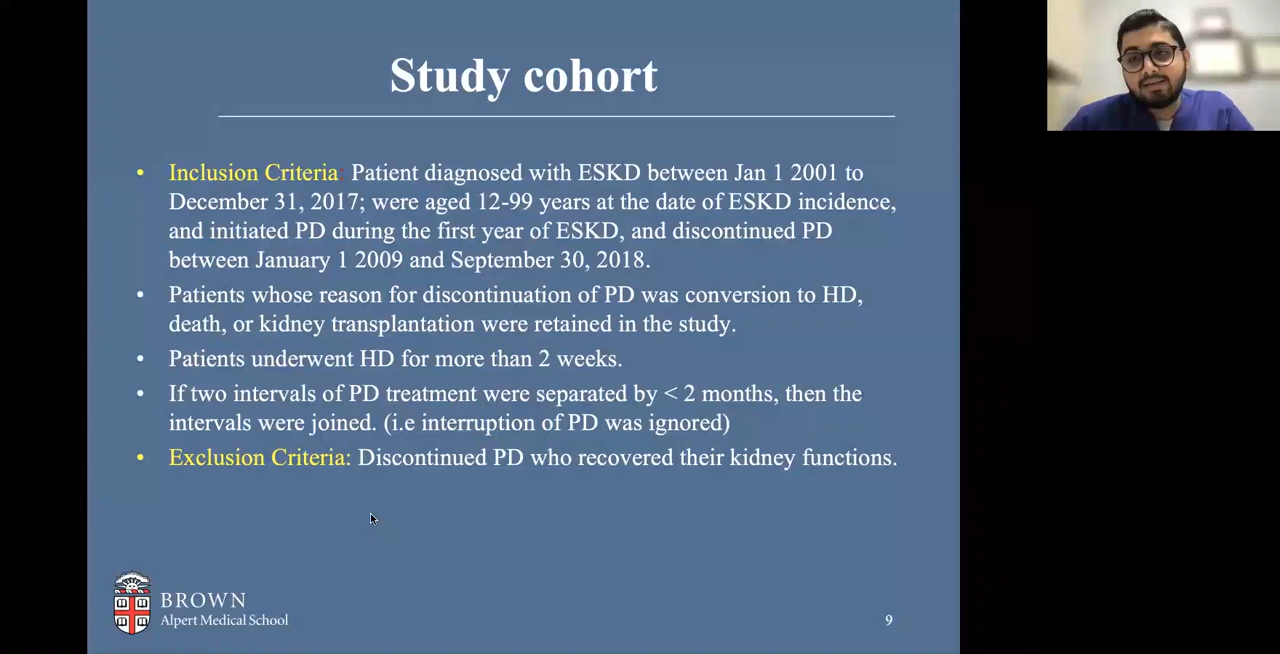 Study cohort
• Inclusion Criteria: Patient diagnosed with ESKD between Jan 1 2001 to
December 31, 2017; were aged 12-99 years at the date of ESKD incidence,
and initiated PD during the first year of ESKD, and discontinued PD
between January 1 2009 and September 30, 2018.
• Patients whose reason for discontinuation of PD was conversion to HD,
death, or kidney transplantation were retained in the study.
• Patients underwent HD for more than 2 weeks.
• If two intervals of PD treatment were separated by < 2 months, then the
intervals were joined. (i.e interruption of PD was ignored)
• Exclusion Criteria: Discontinued PD who recovered their kidney functions.
BROWN
Alpert Medical School
9